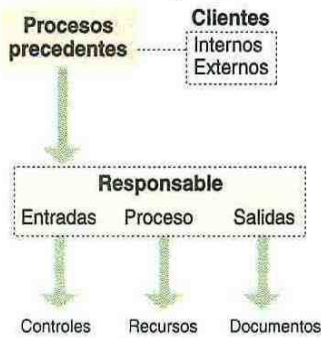 Procesos
precedentes
Clientes
Internos
Externos
Responsable
Entradas Proceso Salidas
Controles Recursos Documentos